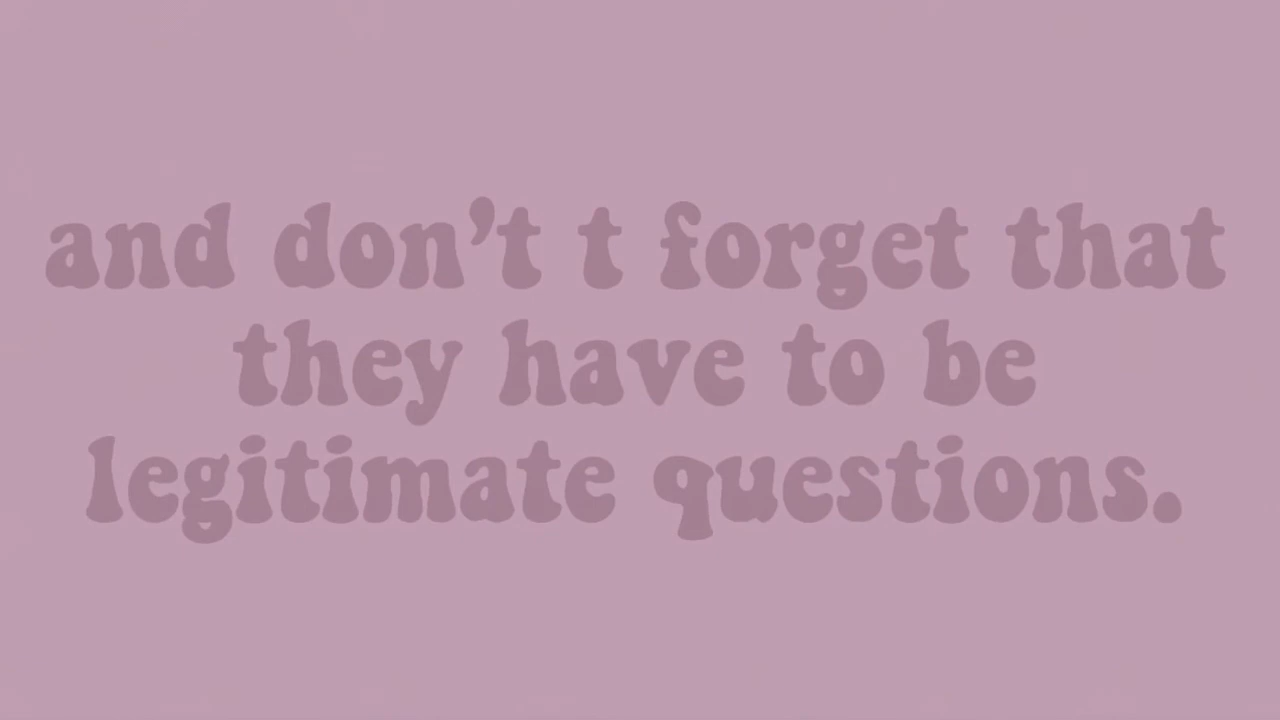 and don't t forget that
they have to be
legitimate questions.